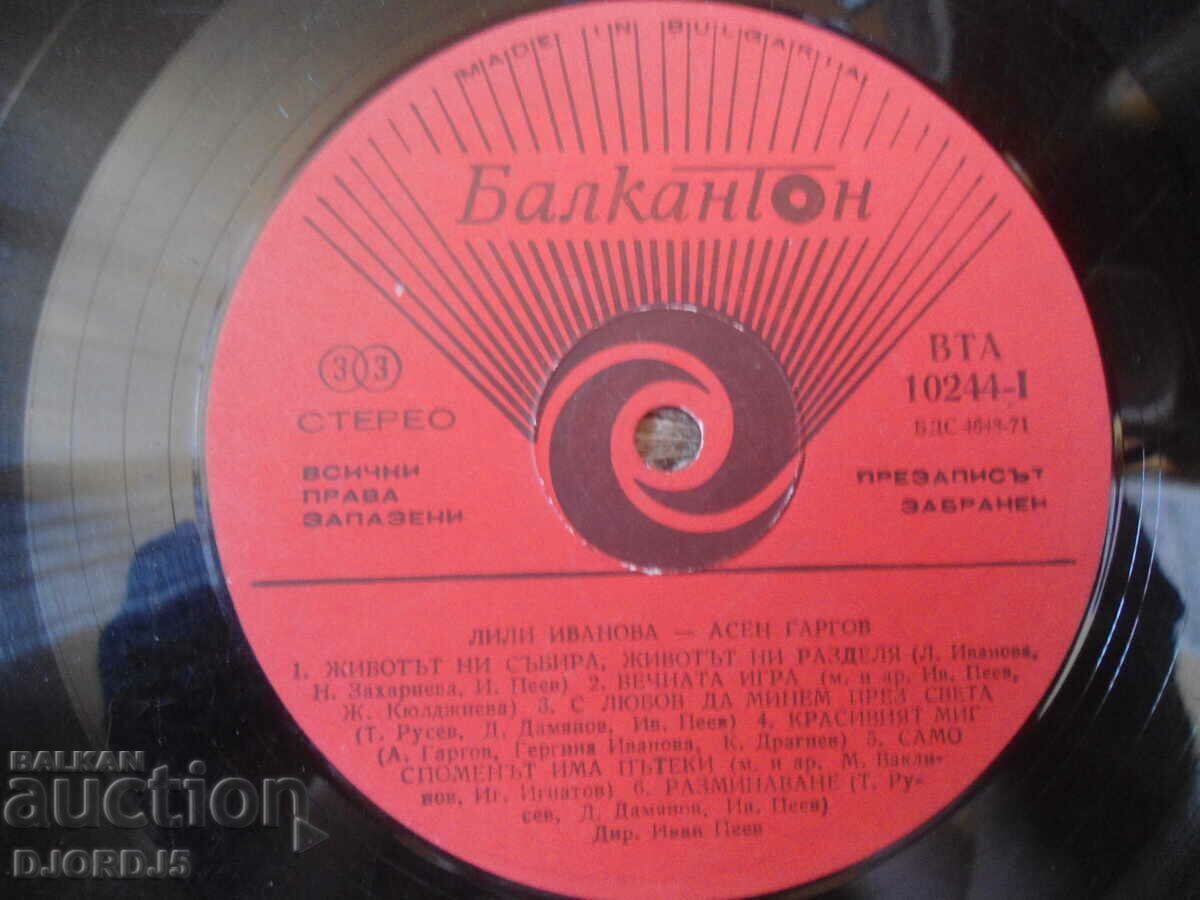 MADE IN BULGARIA
Балкантон
33
СТЕРЕО
ВТА
10244-I
БДС 4648-71
ВСИЧКИ
ПРАВА
ЗАПАЗЕНИ
ПРЕЗАПИСЪТ
ЗАБРАНЕН
ЛИЛИ ИВАНОВА — АСЕН ГАРГОВ
1. ЖИВОТЪТ НИ СЪБИРА, ЖИВОТЪТ НИ РАЗДЕЛЯ (Л. Иванова,
Н. Захариева, И. Пеев) 2. ВЕЧНАТА ИГРА (м. и ар. Ив. Пеев,
Ж. Кюлджиева) 3. С ЛЮБОВ ДА МИНЕМ ПРЕЗ СВЕТА
(Т. Русев, Д. Дамянов, Ив. Пеев) 4. КРАСИВИЯТ МИГ
(А. Гаргов, Гергина Иванова, К. Драгнев) 5. САМО
СПОМЕНЪТ ИМА ПЪТЕКИ (м. и ар. М. Вакли-
нов, Иг. Игнатов) 6. РАЗМИНАВАНЕ (Т. Ру-
сев, Д. Дамянов, Ив. Пеев)
Дир. Иван Пеев
BALKAN
auction
DJORDJ5